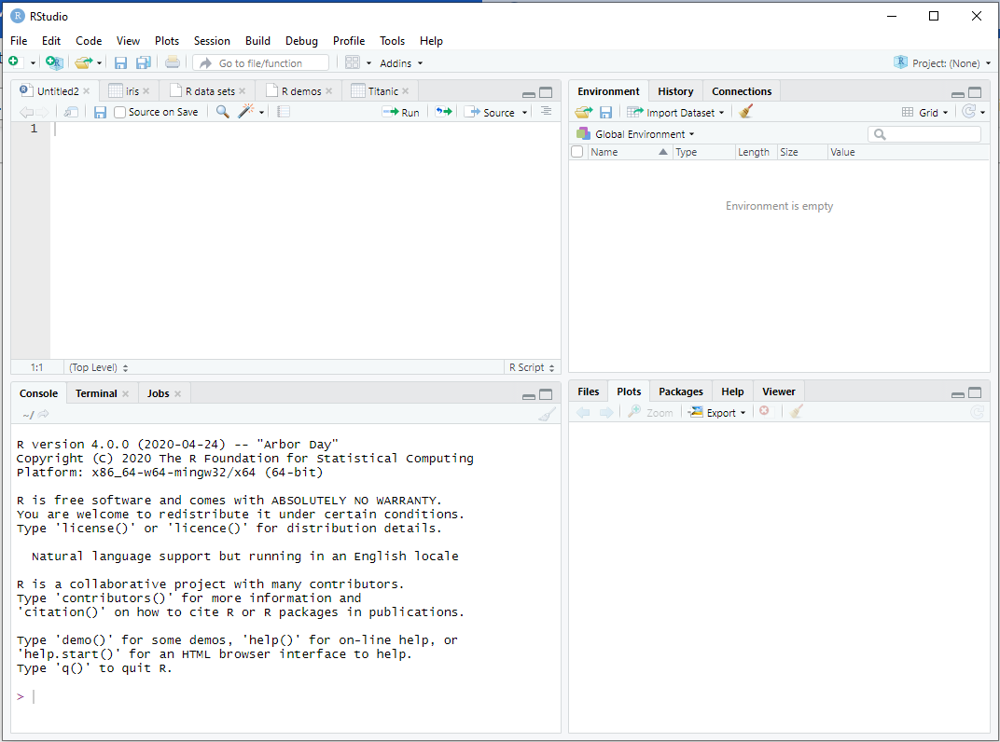 RStudio
File Edit Code View Plots Session Build Debug Profile Tools Help
Go to file/function Addins Project: (None)
Untitled2 iris R data sets R demos Titanic
Source on Save Run Source
1
1:1 (Top Level) R Script
Environment History Connections
Import Dataset Grid
Global Environment
Name Type Length Size Value
Environment is empty
Console Terminal Jobs
~/
R version 4.0.0 (2020-04-24) -- "Arbor Day"
Copyright (C) 2020 The R Foundation for Statistical Computing
Platform: x86_64-w64-mingw32/x64 (64-bit)
R is free software and comes with ABSOLUTELY NO WARRANTY.
You are welcome to redistribute it under certain conditions.
Type 'license()' or 'licence()' for distribution details.
Natural language support but running in an English locale
R is a collaborative project with many contributors.
Type 'contributors()' for more information and
'citation()' on how to cite R or R packages in publications.
Type 'demo()' for some demos, 'help()' for on-line help, or
'help.start()' for an HTML browser interface to help.
Type 'q()' to quit R.
>
Files Plots Packages Help Viewer
Zoom Export